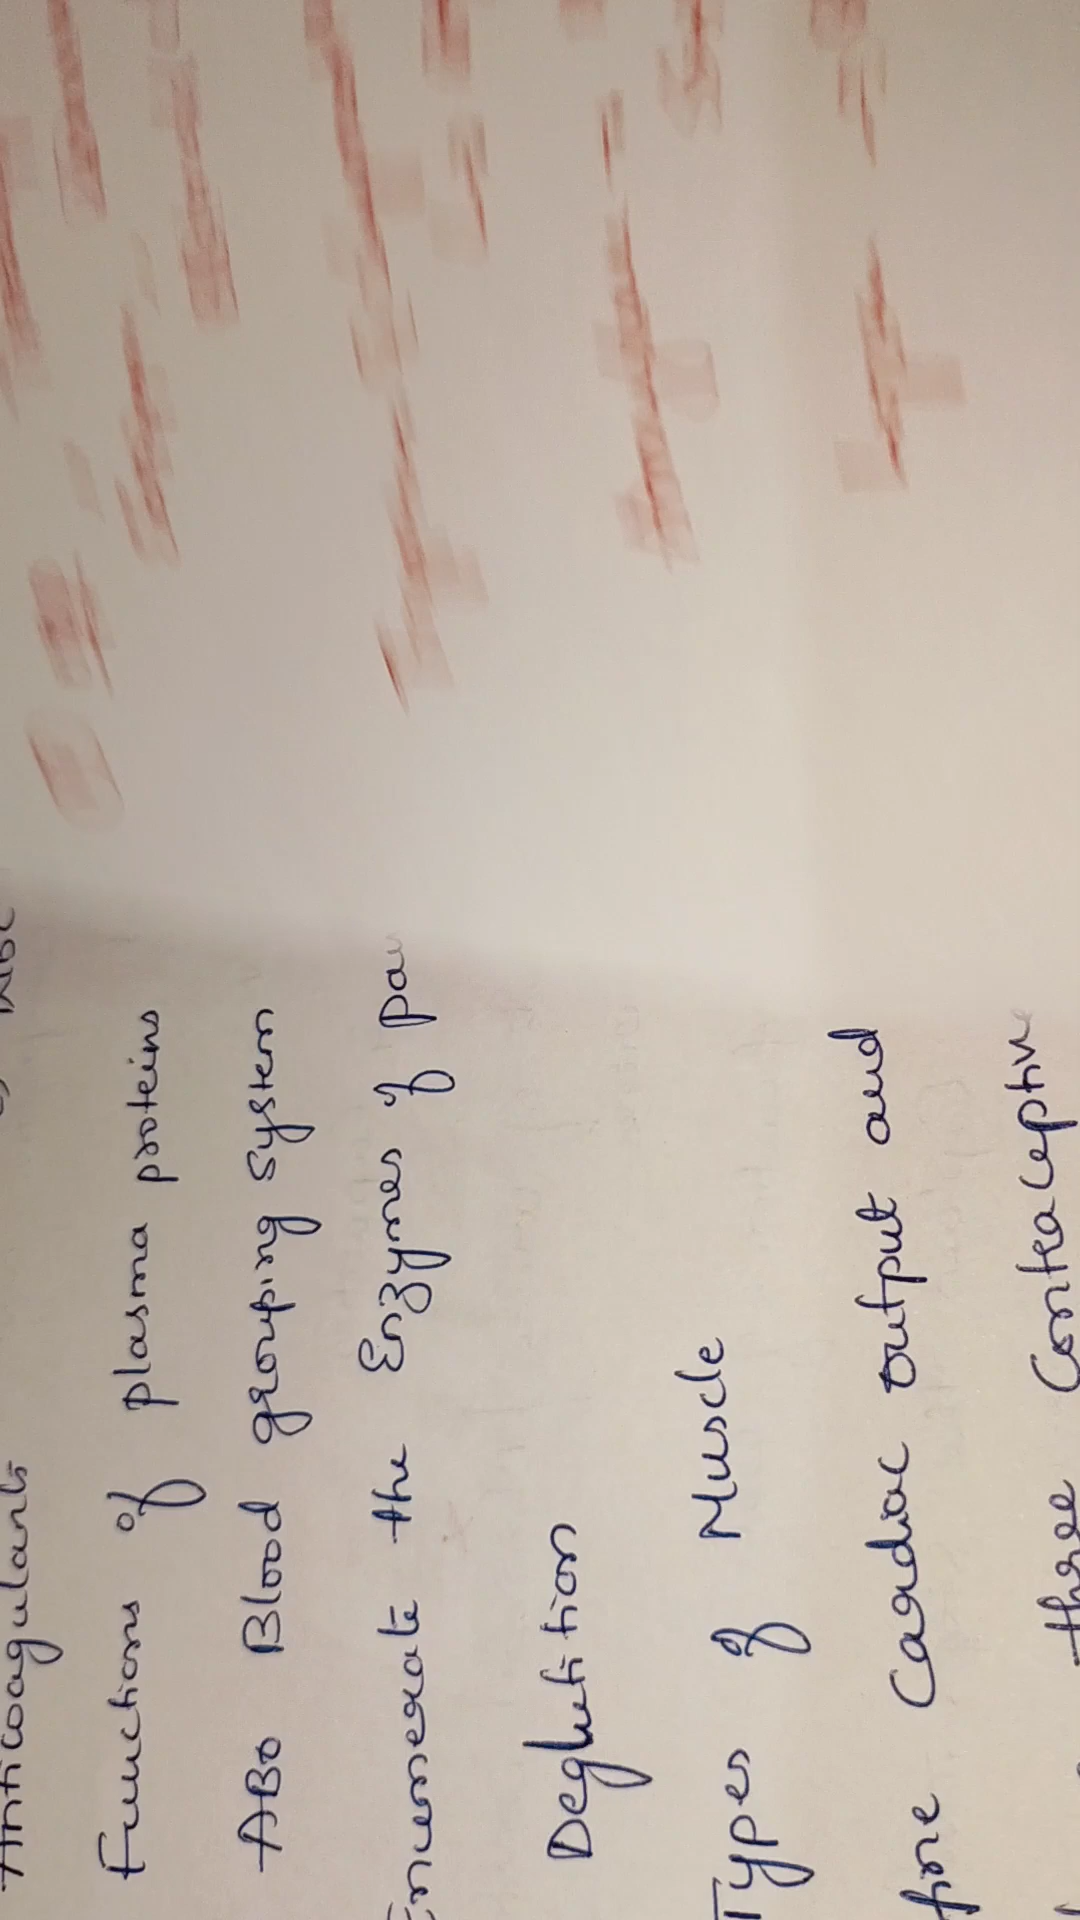 Anticoagulants
Functions of plasma proteins
ABO Blood grouping system
Enumerate the Enzymes of
Deglutition
Types of Muscle
Cardiac output and
three